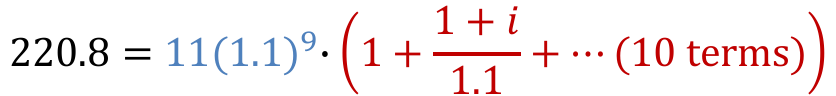 220.8 = 11(1.1)⁹· (1 + (1 + i)/1.1 + ⋯ (10 terms))